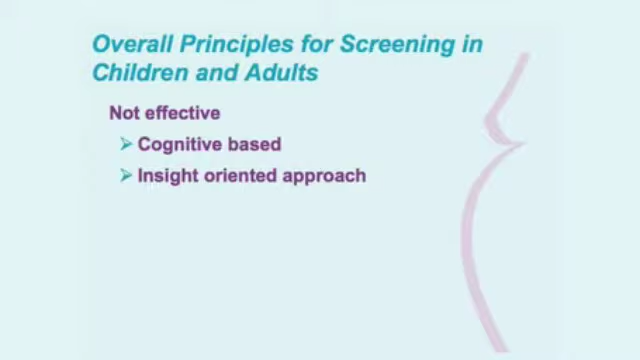 Overall Principles for Screening in
Children and Adults
Not effective
Cognitive based
Insight oriented approach